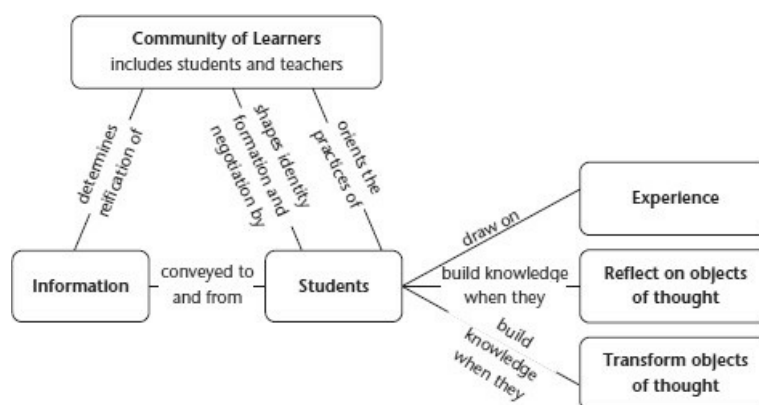 Community of Learners
includes students and teachers
determines
reification of
shapes identity
formation and
negotiation by
orients the
practices of
Information
conveyed to
and from
Students
draw on
Experience
build knowledge
when they
Reflect on objects
of thought
build
knowledge
when they
Transform objects
of thought